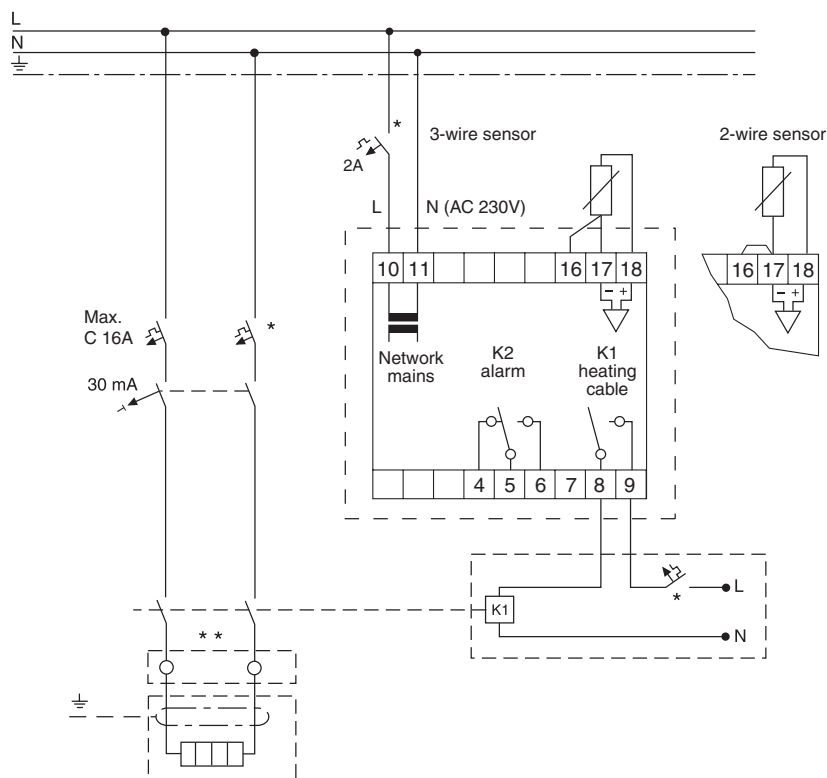 L
N
*
3-wire sensor
2-wire sensor
2A
L
N (AC 230V)
10 11 16 17 18
16 17 18
- +
- +
Max.
C 16A
*
Network
mains
K2
alarm
K1
heating
cable
30 mA
4 5 6 7 8 9
L
*
K1
N
* *